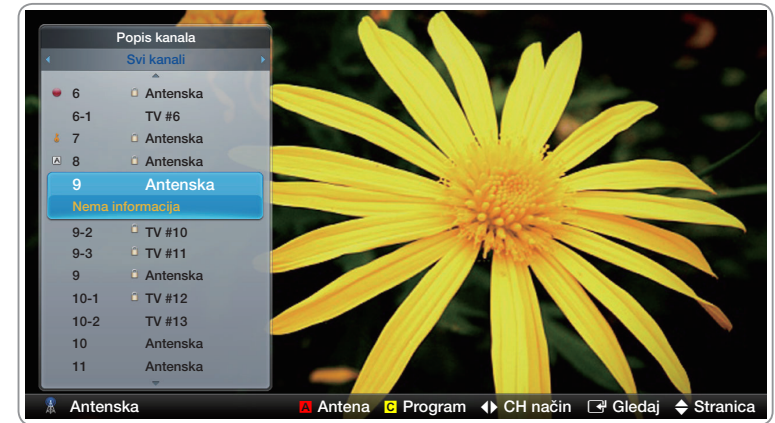 Popis kanala
Svi kanali
6 Antenska
6-1 TV #6
7 Antenska
A 8 Antenska
9 Antenska
Nema informacija
9-2 TV #10
9-3 TV #11
9 Antenska
10-1 TV #12
10-2 TV #13
10 Antenska
11 Antenska
Antenska A Antena C Program CH način Gledaj Stranica